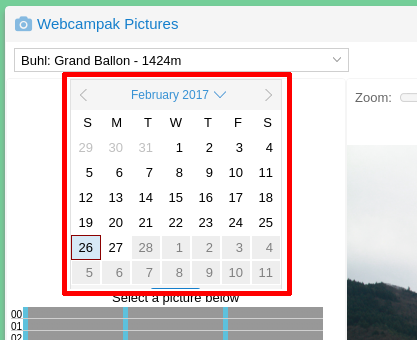 Webcampak Pictures
Buhl: Grand Ballon - 1424m
February 2017
Zoom:
S M T W T F S
29 30 31 1 2 3 4
5 6 7 8 9 10 11
12 13 14 15 16 17 18
19 20 21 22 23 24 25
26 27 28 1 2 3 4
5 6 7 8 9 10 11
Select a picture below
00
01
02